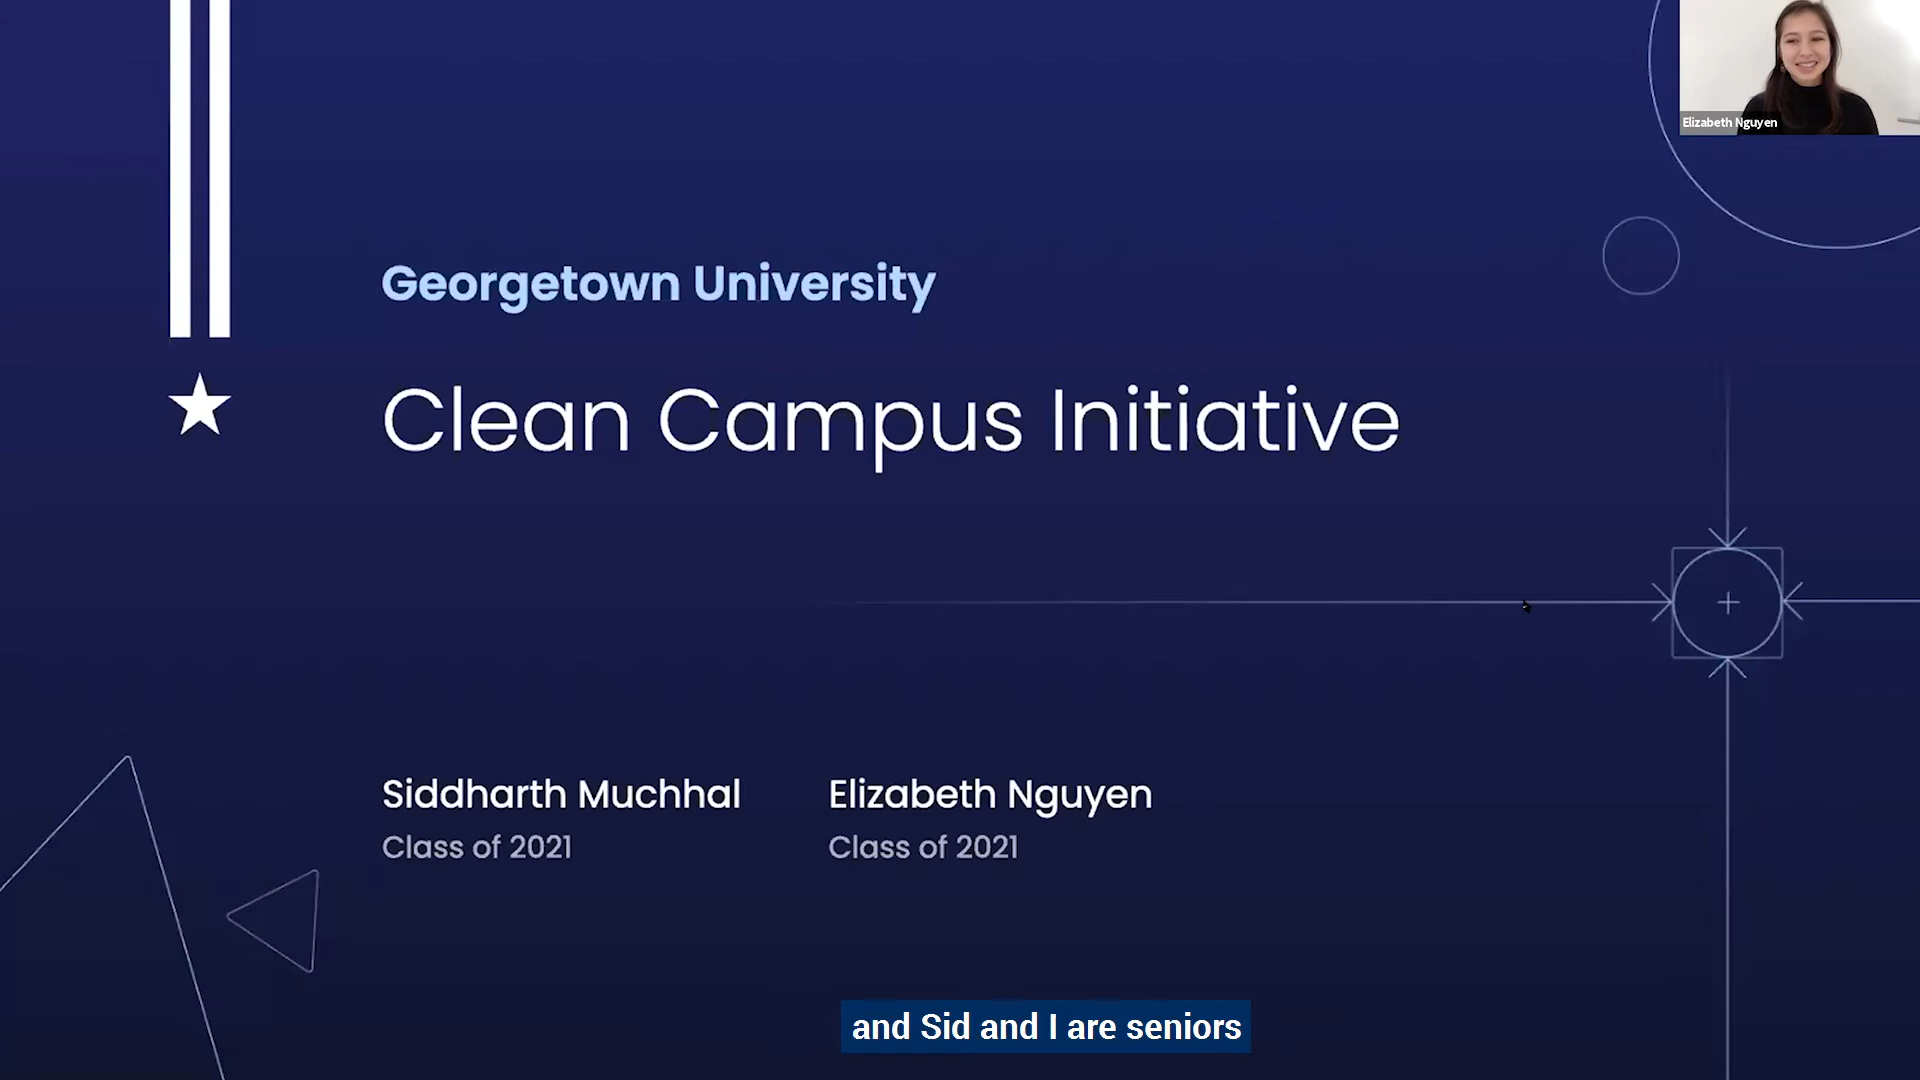 Elizabeth Nguyen
Georgetown University
Clean Campus Initiative
Siddharth Muchhal
Class of 2021
Elizabeth Nguyen
Class of 2021
and Sid and I are seniors